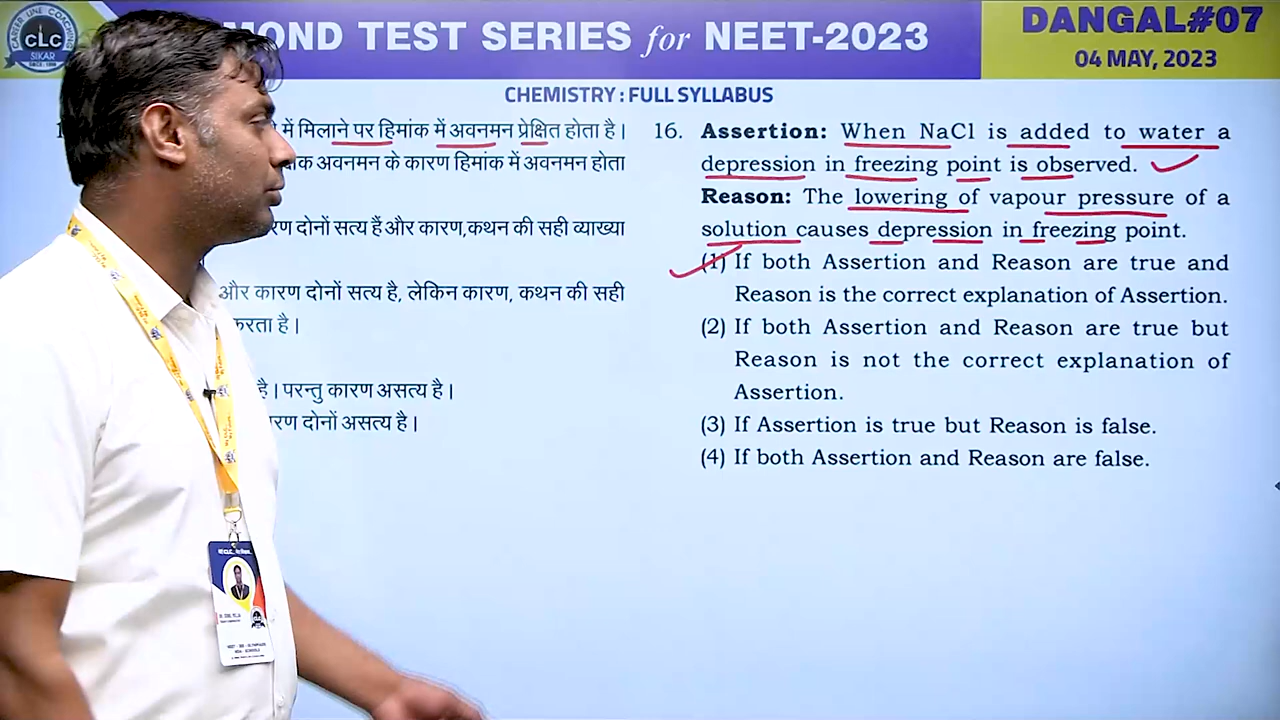 CAREER LINE COACHING
CLC
SIKAR
MOND TEST SERIES for NEET-2023
DANGAL#07
04 MAY, 2023
CHEMISTRY : FULL SYLLABUS
में मिलाने पर हिमांक में अवनमन प्रेक्षित होता है।
अवनमन के कारण हिमांक में अवनमन होता
दोनों सत्य हैं और कारण,कथन की सही व्याख्या
और कारण दोनों सत्य है, लेकिन कारण, कथन की सही
करता है।
है। परन्तु कारण असत्य है।
दोनों असत्य है।
16. Assertion: When NaCl is added to water a
depression in freezing point is observed.
Reason: The lowering of vapour pressure of a
solution causes depression in freezing point.
(1) If both Assertion and Reason are true and
Reason is the correct explanation of Assertion.
(2) If both Assertion and Reason are true but
Reason is not the correct explanation of
Assertion.
(3) If Assertion is true but Reason is false.
(4) If both Assertion and Reason are false.